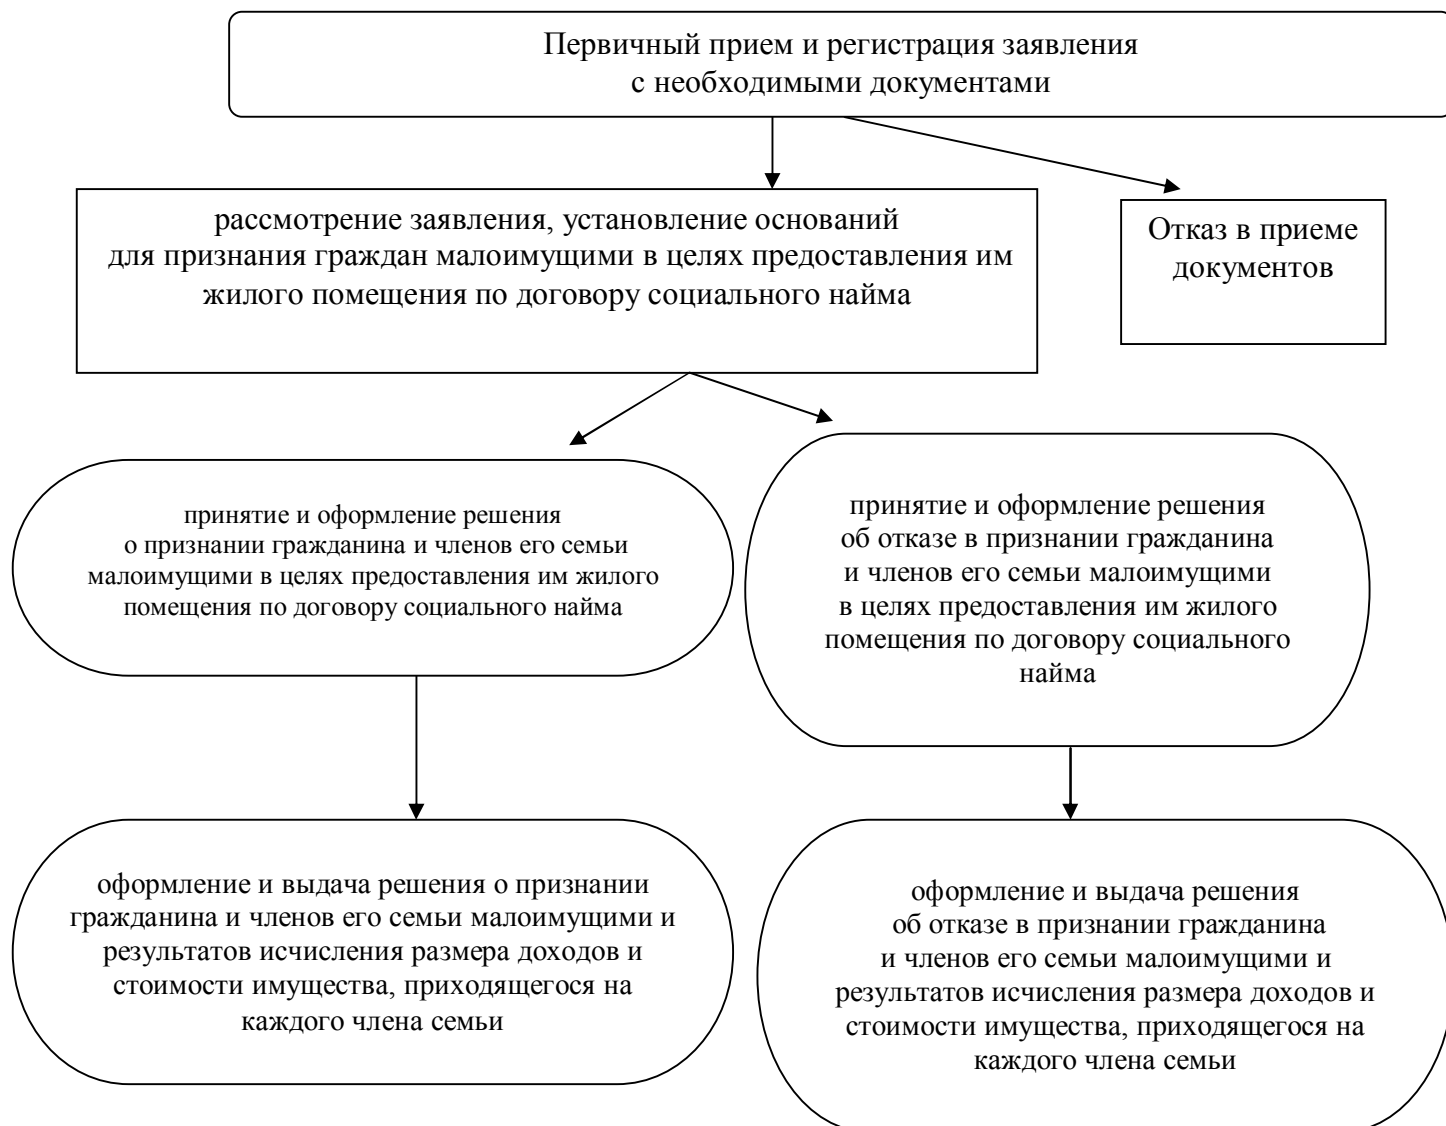 Первичный прием и регистрация заявления
с необходимыми документами
рассмотрение заявления, установление оснований
для признания граждан малоимущими в целях предоставления им
жилого помещения по договору социального найма
Отказ в приеме
документов
принятие и оформление решения
о признании гражданина и членов его семьи
малоимущими в целях предоставления им жилого
помещения по договору социального найма
принятие и оформление решения
об отказе в признании гражданина
и членов его семьи малоимущими
в целях предоставления им жилого
помещения по договору социального
найма
оформление и выдача решения о признании
гражданина и членов его семьи малоимущими и
результатов исчисления размера доходов и
стоимости имущества, приходящегося на
каждого члена семьи
оформление и выдача решения
об отказе в признании гражданина
и членов его семьи малоимущими и
результатов исчисления размера доходов и
стоимости имущества, приходящегося на
каждого члена семьи